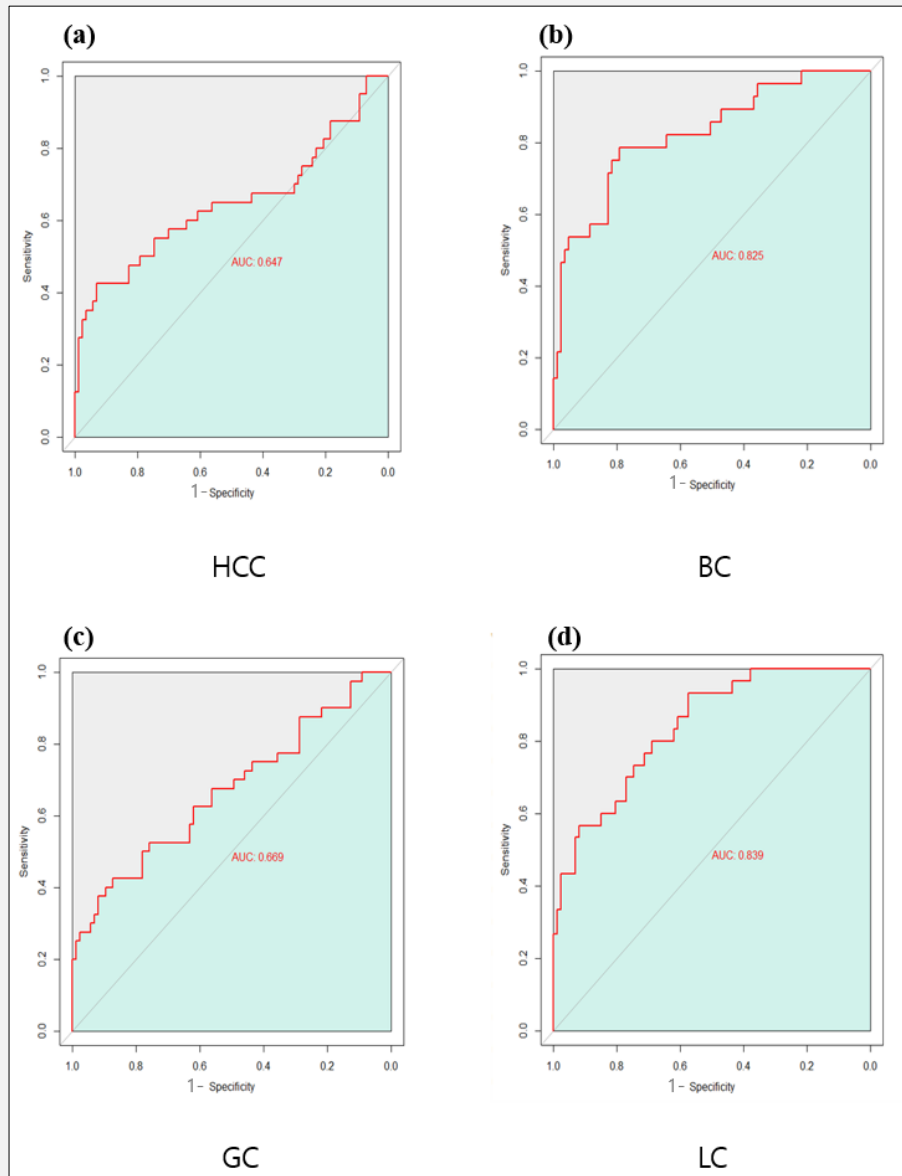 (a)
1.0
0.8
0.6
0.4
0.2
0.0
Sensitivity
AUC: 0.647
1.0 0.8 0.6 0.4 0.2 0.0
1- Specificity
HCC
(b)
1.0
0.8
0.6
0.4
0.2
0.0
Sensitivity
AUC: 0.825
1.0 0.8 0.6 0.4 0.2 0.0
1- Specificity
BC
(c)
1.0
0.8
0.6
0.4
0.2
0.0
Sensitivity
AUC: 0.669
1.0 0.8 0.6 0.4 0.2 0.0
1- Specificity
GC
(d)
1.0
0.8
0.6
0.4
0.2
0.0
Sensitivity
AUC: 0.839
1.0 0.8 0.6 0.4 0.2 0.0
1- Specificity
LC